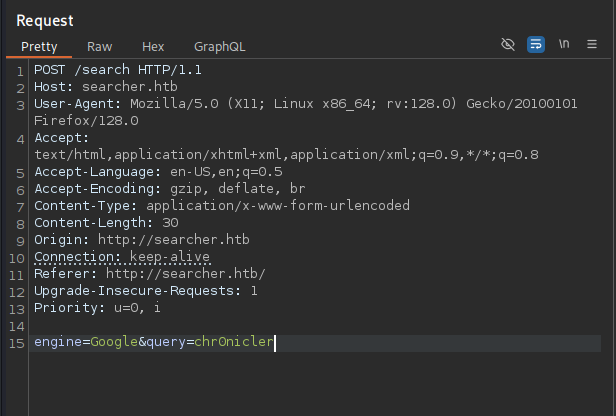 Request
Pretty Raw Hex GraphQL \n
1 POST /search HTTP/1.1
2 Host: searcher.htb
3 User-Agent: Mozilla/5.0 (X11; Linux x86_64; rv:128.0) Gecko/20100101
Firefox/128.0
4 Accept:
text/html,application/xhtml+xml,application/xml;q=0.9,*/*;q=0.8
5 Accept-Language: en-US,en;q=0.5
6 Accept-Encoding: gzip, deflate, br
7 Content-Type: application/x-www-form-urlencoded
8 Content-Length: 30
9 Origin: http://searcher.htb
10 Connection: keep-alive
11 Referer: http://searcher.htb/
12 Upgrade-Insecure-Requests: 1
13 Priority: u=0, i
14
15 engine=Google&query=chr0nicler